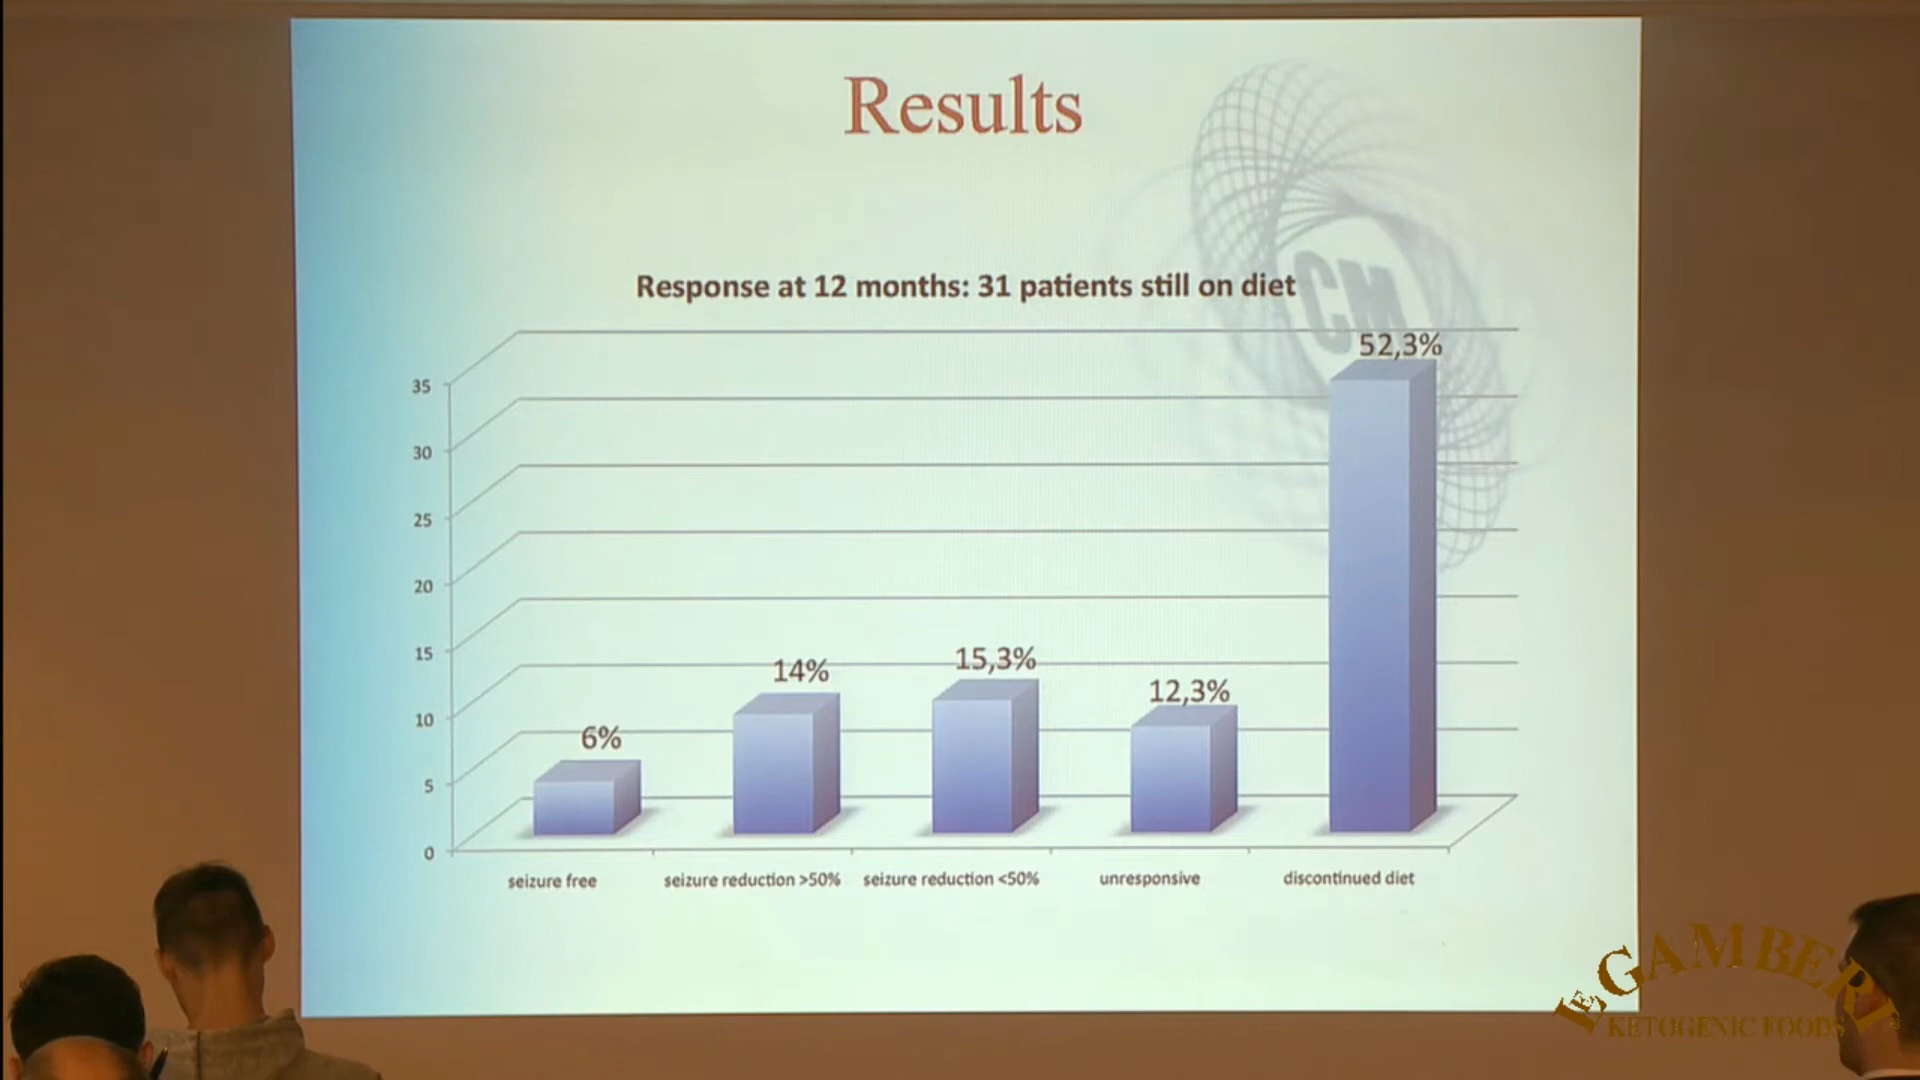 Results
CM
Response at 12 months: 31 patients still on diet
35
30
25
20
15
10
5
0
6%
14%
15,3%
12,3%
52,3%
seizure free
seizure reduction >50%
seizure reduction <50%
unresponsive
discontinued diet
LE GAMBERI
KETOGENIC FOODS